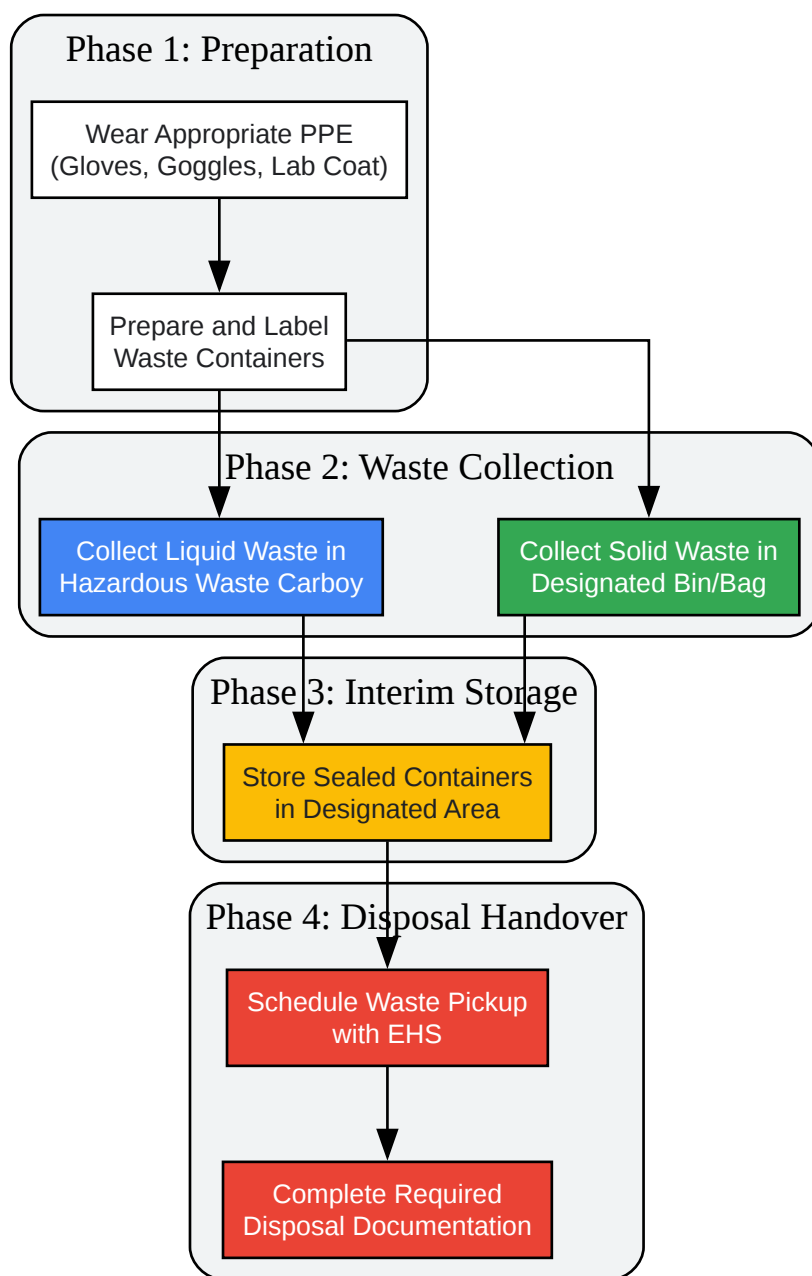 Phase 1: Preparation
Wear Appropriate PPE
(Gloves, Goggles, Lab Coat)
Prepare and Label
Waste Containers
Phase 2: Waste Collection
Collect Liquid Waste in
Hazardous Waste Carboy
Collect Solid Waste in
Designated Bin/Bag
Phase 3: Interim Storage
Store Sealed Containers
in Designated Area
Phase 4: Disposal Handover
Schedule Waste Pickup
with EHS
Complete Required
Disposal Documentation